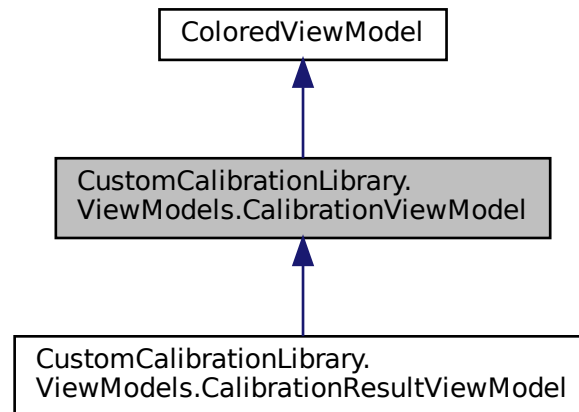 ColoredViewModel
CustomCalibrationLibrary.
ViewModels.CalibrationViewModel
CustomCalibrationLibrary.
ViewModels.CalibrationResultViewModel